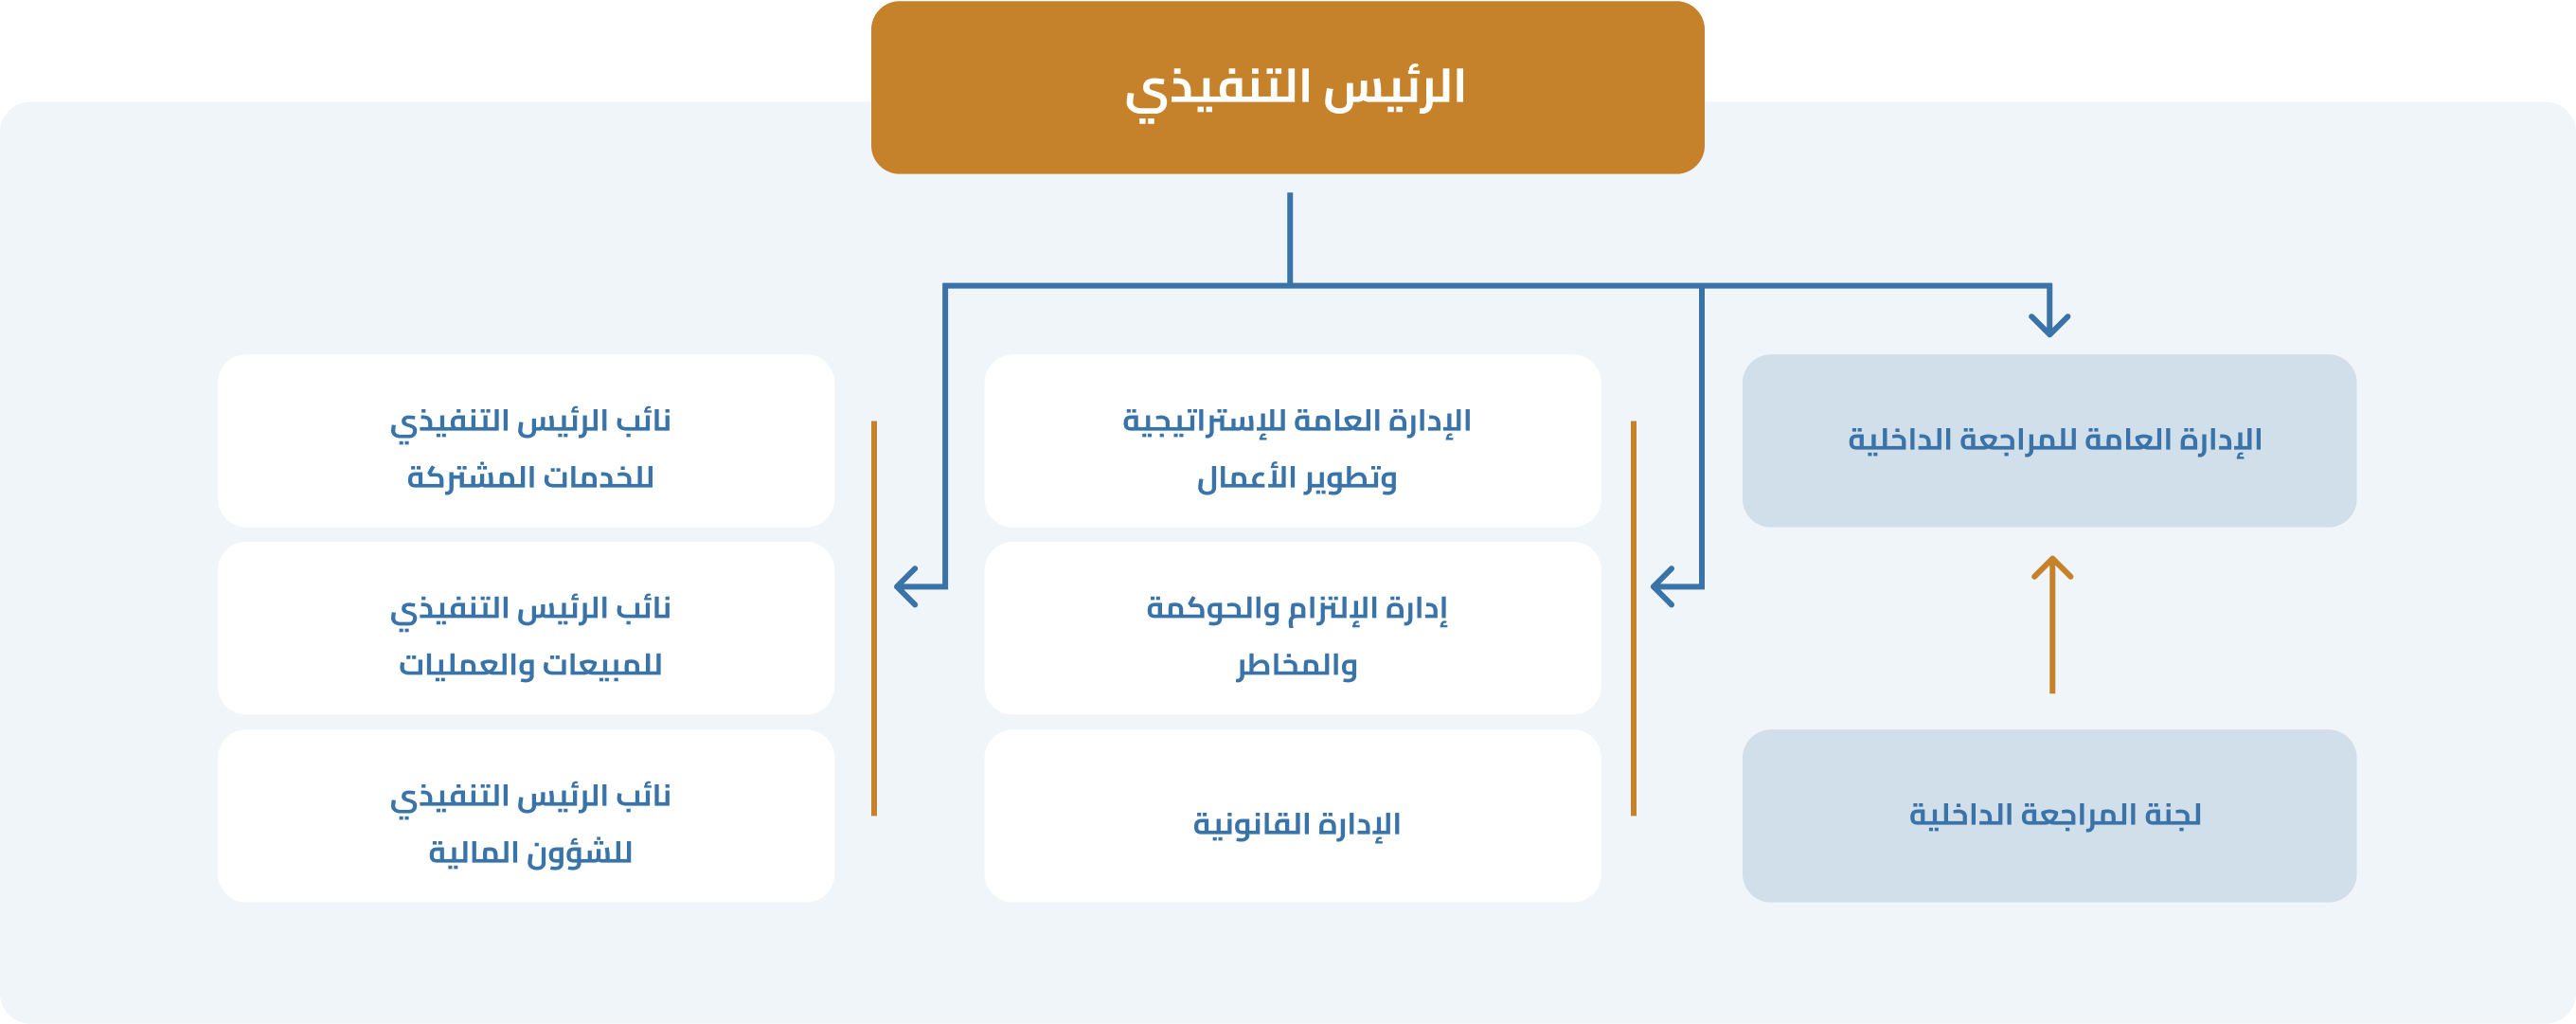 الرئيس التنفيذي
الإدارة العامة للمراجعة الداخلية
لجنة المراجعة الداخلية
الإدارة العامة للإستراتيجية
وتطوير الأعمال
إدارة الإلتزام والحوكمة
والمخاطر
الإدارة القانونية
نائب الرئيس التنفيذي
للخدمات المشتركة
نائب الرئيس التنفيذي
للمبيعات والعمليات
نائب الرئيس التنفيذي
للشؤون المالية